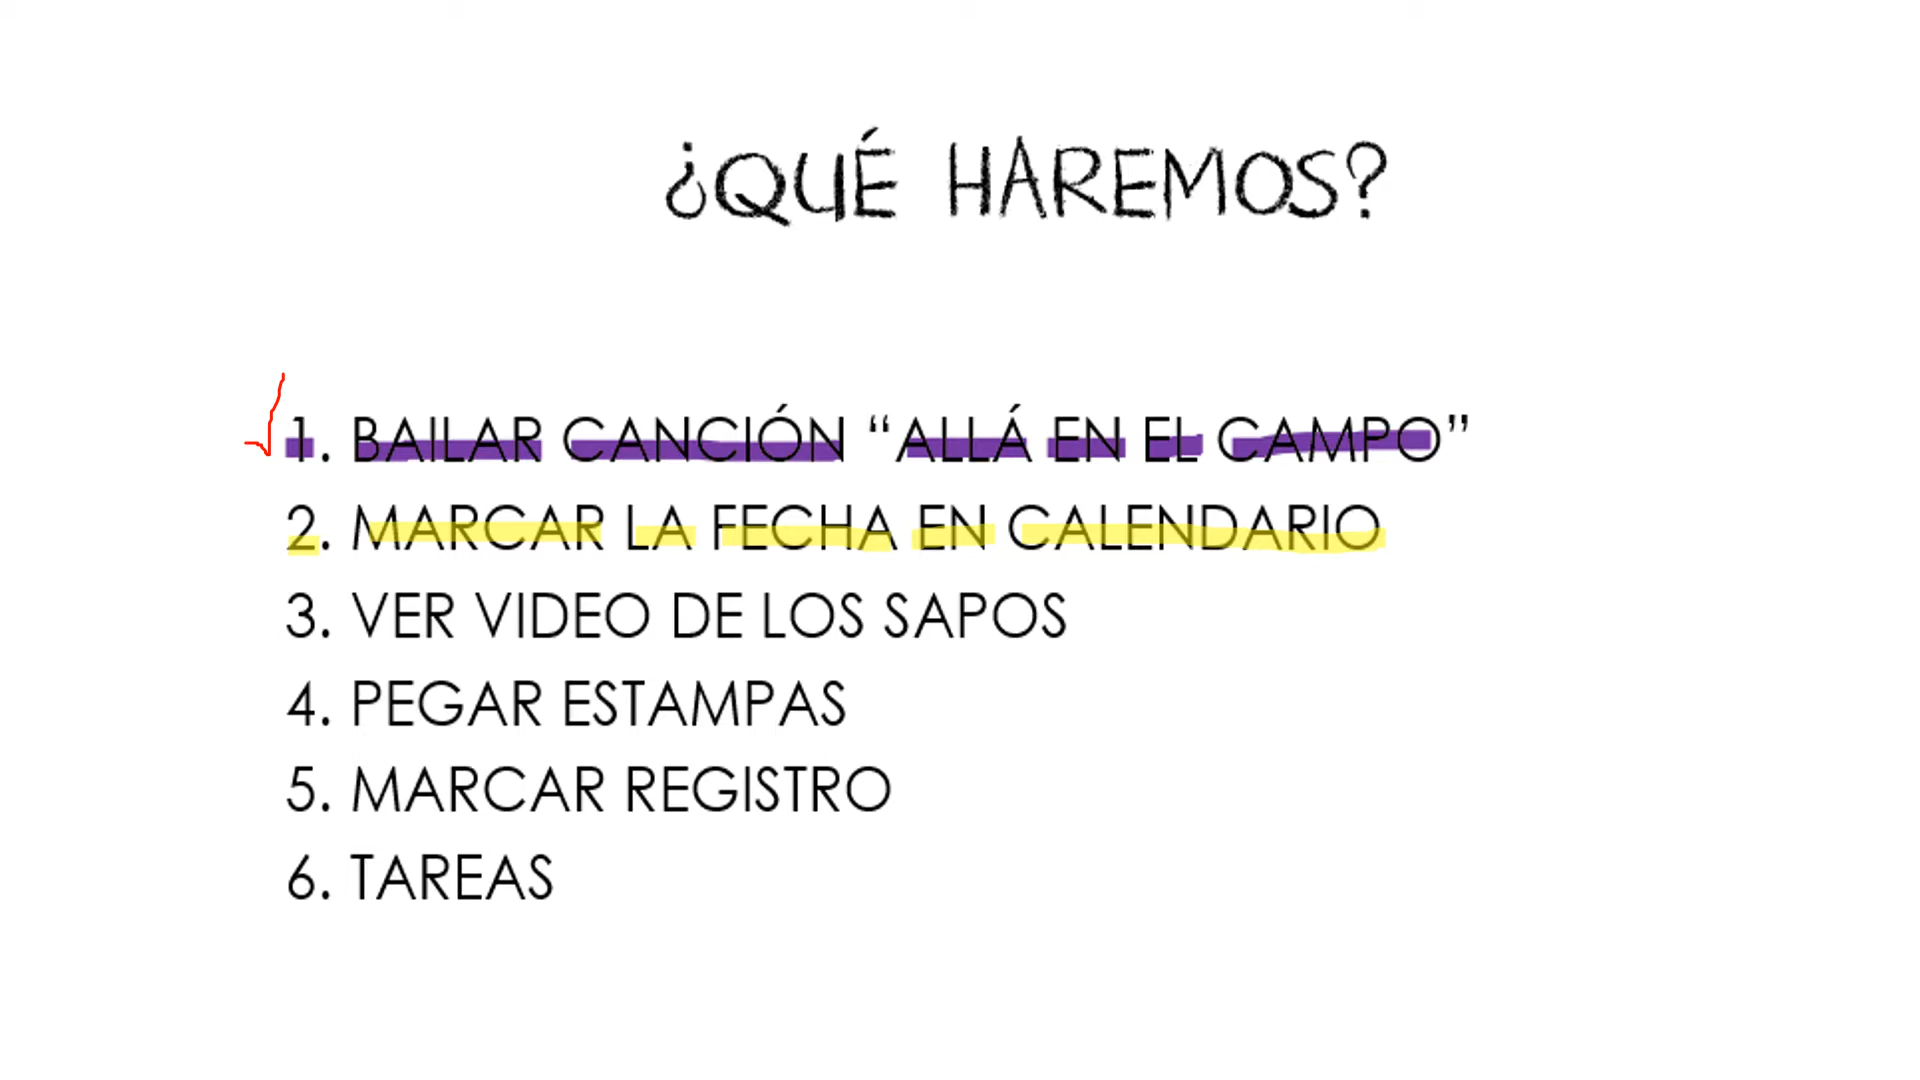 ¿QUÉ HAREMOS?
1. BAILAR CANCIÓN “ALLÁ EN EL CAMPO”
2. MARCAR LA FECHA EN CALENDARIO
3. VER VIDEO DE LOS SAPOS
4. PEGAR ESTAMPAS
5. MARCAR REGISTRO
6. TAREAS